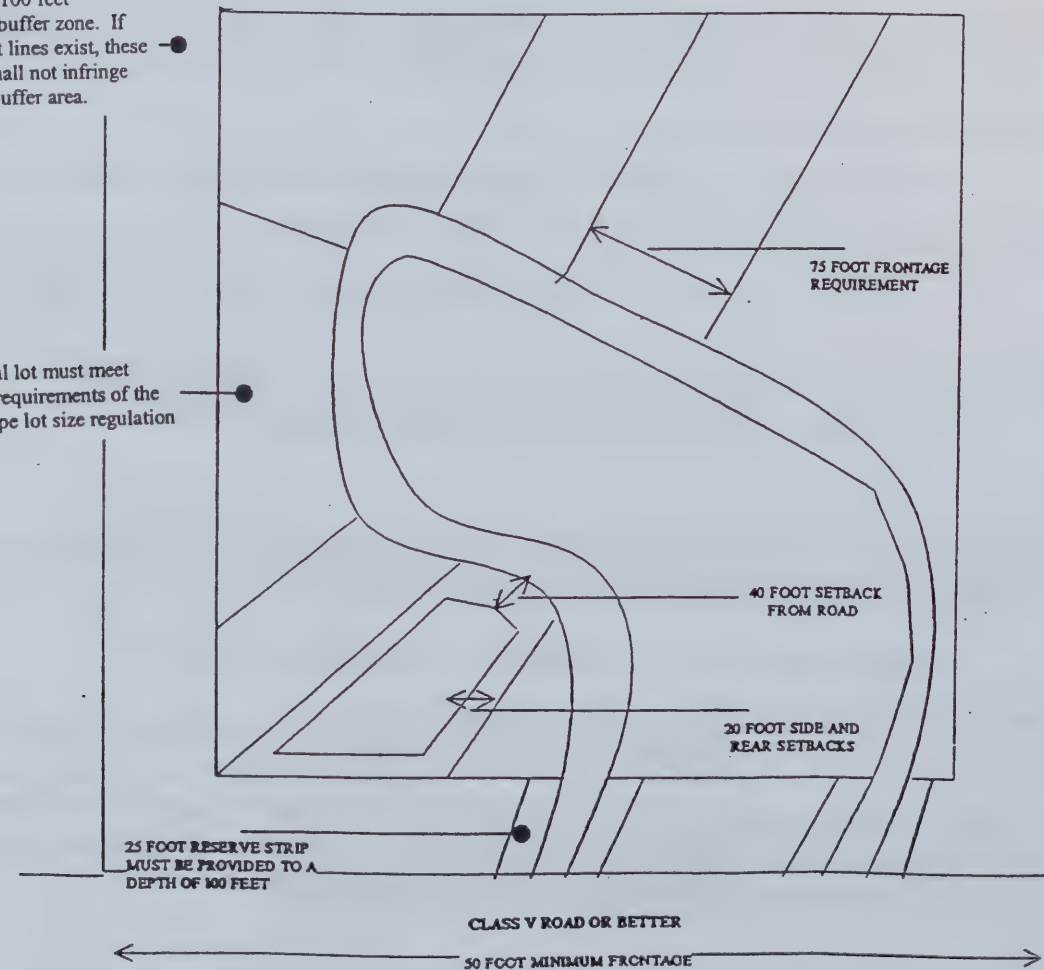 100 feet
buffer zone. If
t lines exist, these
hall not infringe
uffer area.
75 FOOT FRONTAGE
REQUIREMENT
al lot must meet
requirements of the
pe lot size regulation
40 FOOT SETBACK
FROM ROAD
20 FOOT SIDE AND
REAR SETBACKS
25 FOOT RESERVE STRIP
MUST BE PROVIDED TO A
DEPTH OF 100 FEET
CLASS V ROAD OR BETTER
50 FOOT MINIMUM FRONTAGE